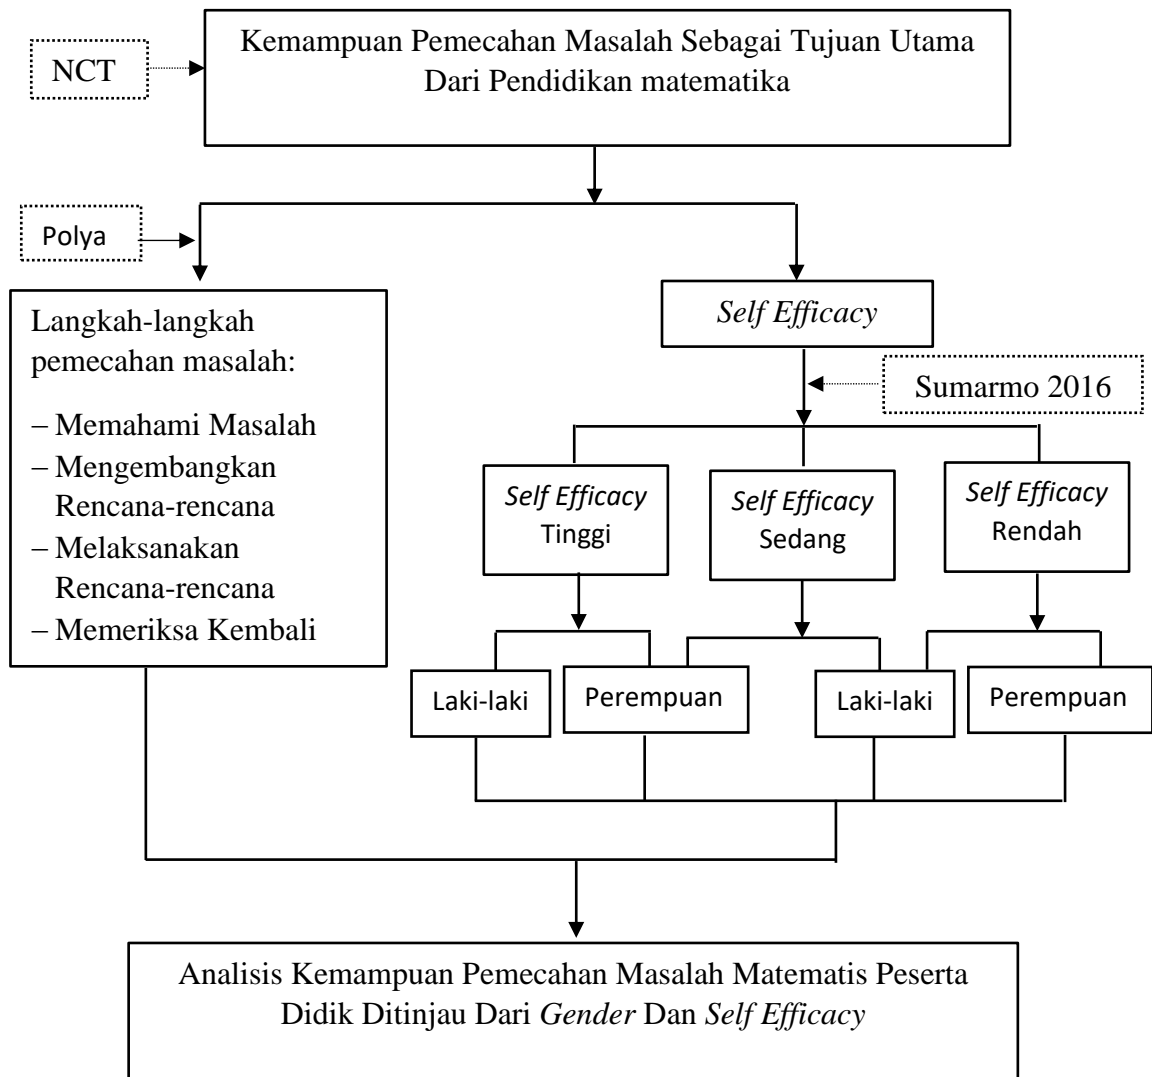 Kemampuan Pemecahan Masalah Sebagai Tujuan Utama
Dari Pendidikan matematika
NCT
Polya
Langkah-langkah
pemecahan masalah:
– Memahami Masalah
– Mengembangkan
Rencana-rencana
– Melaksanakan
Rencana-rencana
– Memeriksa Kembali
Self Efficacy
Sumarmo 2016
Self Efficacy
Tinggi
Self Efficacy
Sedang
Self Efficacy
Rendah
Laki-laki
Perempuan
Laki-laki
Perempuan
Analisis Kemampuan Pemecahan Masalah Matematis Peserta
Didik Ditinjau Dari Gender Dan Self Efficacy